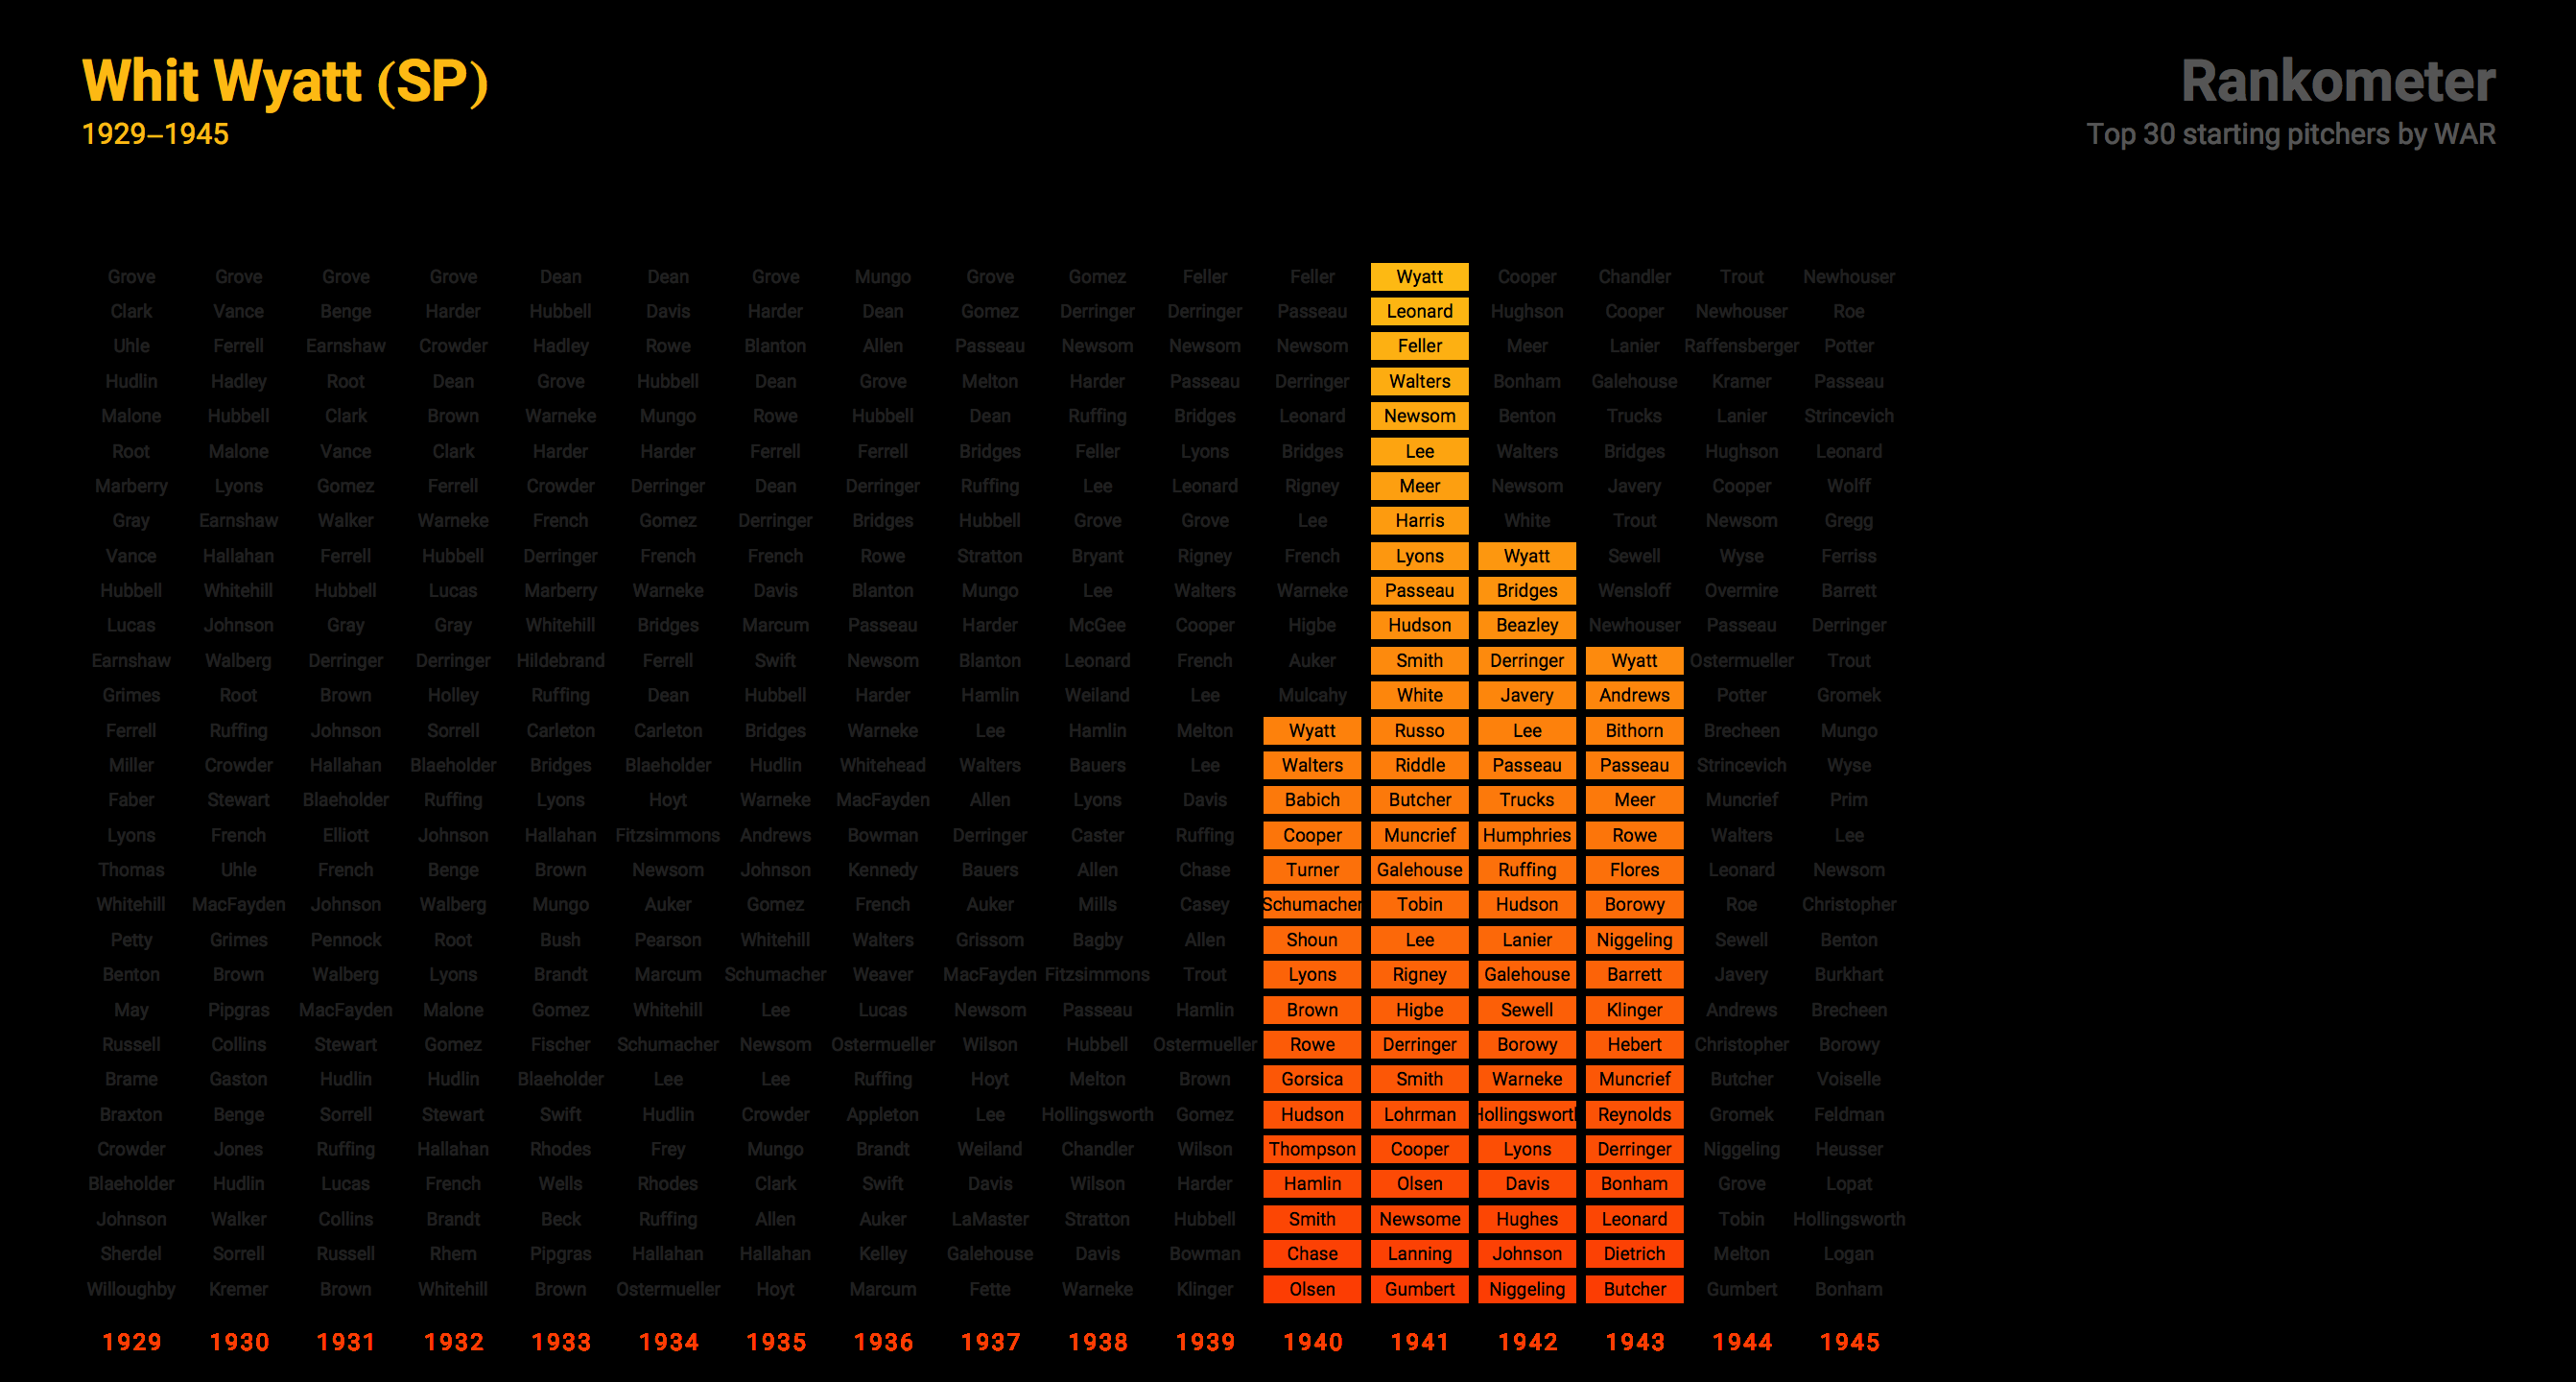 Whit Wyatt (SP)
1929–1945
Rankometer
Top 30 starting pitchers by WAR
Grove Grove Grove Grove Dean Dean Grove Mungo Grove Gomez Feller Feller Wyatt Cooper Chandler Trout Newhouser
Clark Vance Benge Harder Hubbell Davis Harder Dean Gomez Derringer Derringer Passeau Leonard Hughson Cooper Newhouser Roe
Uhle Ferrell Earnshaw Crowder Hadley Rowe Blanton Allen Passeau Newsom Newsom Newsom Feller Meer Lanier Raffensberger Potter
Hudlin Hadley Root Dean Grove Hubbell Dean Grove Melton Harder Passeau Derringer Walters Bonham Galehouse Kramer Passeau
Malone Hubbell Clark Brown Warneke Mungo Rowe Hubbell Dean Ruffing Bridges Leonard Newsom Benton Trucks Lanier Strincevich
Root Malone Vance Clark Harder Harder Ferrell Ferrell Bridges Feller Lyons Bridges Lee Walters Bridges Hughson Leonard
Marberry Lyons Gomez Ferrell Crowder Derringer Dean Derringer Ruffing Lee Leonard Rigney Meer Newsom Javery Cooper Wolff
Gray Earnshaw Walker Warneke French Gomez Derringer Bridges Hubbell Grove Grove Lee Harris White Trout Newsom Gregg
Vance Hallahan Ferrell Hubbell Derringer French French Rowe Stratton Bryant Rigney French Lyons Wyatt Sewell Wyse Ferriss
Hubbell Whitehill Hubbell Lucas Marberry Warneke Davis Blanton Mungo Lee Walters Warneke Passeau Bridges Wensloff Overmire Barrett
Lucas Johnson Gray Gray Whitehill Bridges Marcum Passeau Harder McGee Cooper Higbe Hudson Beazley Newhouser Passeau Derringer
Earnshaw Walberg Derringer Derringer Hildebrand Ferrell Swift Newsom Blanton Leonard French Auker Smith Derringer Wyatt Ostermueller Trout
Grimes Root Brown Holley Ruffing Dean Hubbell Harder Hamlin Weiland Lee Mulcahy White Javery Andrews Potter Gromek
Ferrell Ruffing Johnson Sorrell Carleton Carleton Bridges Warneke Lee Hamlin Melton Wyatt Russo Lee Bithorn Brecheen Mungo
Miller Crowder Hallahan Blaeholder Bridges Blaeholder Hudlin Whitehead Walters Bauers Lee Walters Riddle Passeau Passeau Strincevich Wyse
Faber Stewart Blaeholder Ruffing Lyons Hoyt Warneke MacFayden Allen Lyons Davis Babich Butcher Trucks Meer Muncrief Prim
Lyons French Elliott Johnson Hallahan Fitzsimmons Andrews Bowman Derringer Caster Ruffing Cooper Muncrief Humphries Rowe Walters Lee
Thomas Uhle French Benge Brown Newsom Johnson Kennedy Bauers Allen Chase Turner Galehouse Ruffing Flores Leonard Newsom
Whitehill MacFayden Johnson Walberg Mungo Auker Gomez French Auker Mills Casey Schumacher Tobin Hudson Borowy Roe Christopher
Petty Grimes Pennock Root Bush Pearson Whitehill Walters Grissom Bagby Allen Shoun Lee Lanier Niggeling Sewell Benton
Benton Brown Walberg Lyons Brandt Marcum Schumacher Weaver MacFayden Fitzsimmons Trout Lyons Rigney Galehouse Barrett Javery Burkhart
May Pipgras MacFayden Malone Gomez Whitehill Lee Lucas Newsom Passeau Hamlin Brown Higbe Sewell Klinger Andrews Brecheen
Russell Collins Stewart Gomez Fischer Schumacher Newsom Ostermueller Wilson Hubbell Ostermueller Rowe Derringer Borowy Hebert Christopher Borowy
Brame Gaston Hudlin Hudlin Blaeholder Lee Lee Ruffing Hoyt Melton Brown Gorsica Smith Warneke Muncrief Butcher Voiselle
Braxton Benge Sorrell Stewart Swift Hudlin Crowder Appleton Lee Hollingsworth Gomez Hudson Lohrman Hollingsworth Reynolds Gromek Feldman
Crowder Jones Ruffing Hallahan Rhodes Frey Mungo Brandt Weiland Chandler Wilson Thompson Cooper Lyons Derringer Niggeling Heusser
Blaeholder Hudlin Lucas French Wells Rhodes Clark Swift Davis Wilson Harder Hamlin Olsen Davis Bonham Grove Lopat
Johnson Walker Collins Brandt Beck Ruffing Allen Auker LaMaster Stratton Hubbell Smith Newsome Hughes Leonard Tobin Hollingsworth
Sherdel Sorrell Russell Rhem Pipgras Hallahan Hallahan Kelley Galehouse Davis Bowman Chase Lanning Johnson Dietrich Melton Logan
Willoughby Kremer Brown Whitehill Brown Ostermueller Hoyt Marcum Fette Warneke Klinger Olsen Gumbert Niggeling Butcher Gumbert Bonham
1929 1930 1931 1932 1933 1934 1935 1936 1937 1938 1939 1940 1941 1942 1943 1944 1945